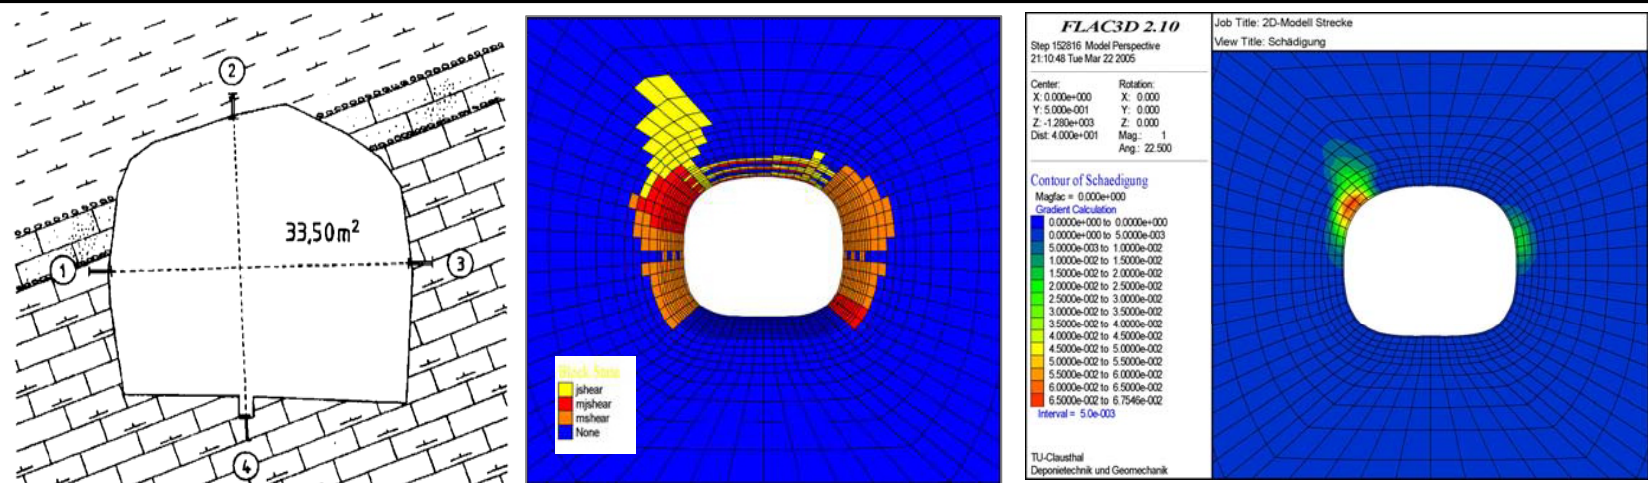 2
33,50m²
1
3
4
Block State
jshear
mjshear
mshear
None
FLAC3D 2.10
Step 152816 Model Perspective
21:10:48 Tue Mar 22 2005
Center:
X: 0.000e+000
Y: 5.000e-001
Z: -1.280e+003
Dist: 4.000e+001
Rotation:
X: 0.000
Y: 0.000
Z: 0.000
Mag.: 1
Ang.: 22.500
Contour of Schaedigung
Magfac = 0.000e+000
Gradient Calculation
0.0000e+000 to 0.0000e+000
0.0000e+000 to 5.0000e-003
5.0000e-003 to 1.0000e-002
1.0000e-002 to 1.5000e-002
1.5000e-002 to 2.0000e-002
2.0000e-002 to 2.5000e-002
2.5000e-002 to 3.0000e-002
3.0000e-002 to 3.5000e-002
3.5000e-002 to 4.0000e-002
4.0000e-002 to 4.5000e-002
4.5000e-002 to 5.0000e-002
5.0000e-002 to 5.5000e-002
5.5000e-002 to 6.0000e-002
6.0000e-002 to 6.5000e-002
6.5000e-002 to 6.7546e-002
Interval = 5.0e-003
TU-Clausthal
Deponietechnik und Geomechanik
Job Title: 2D-Modell Strecke
View Title: Schädigung